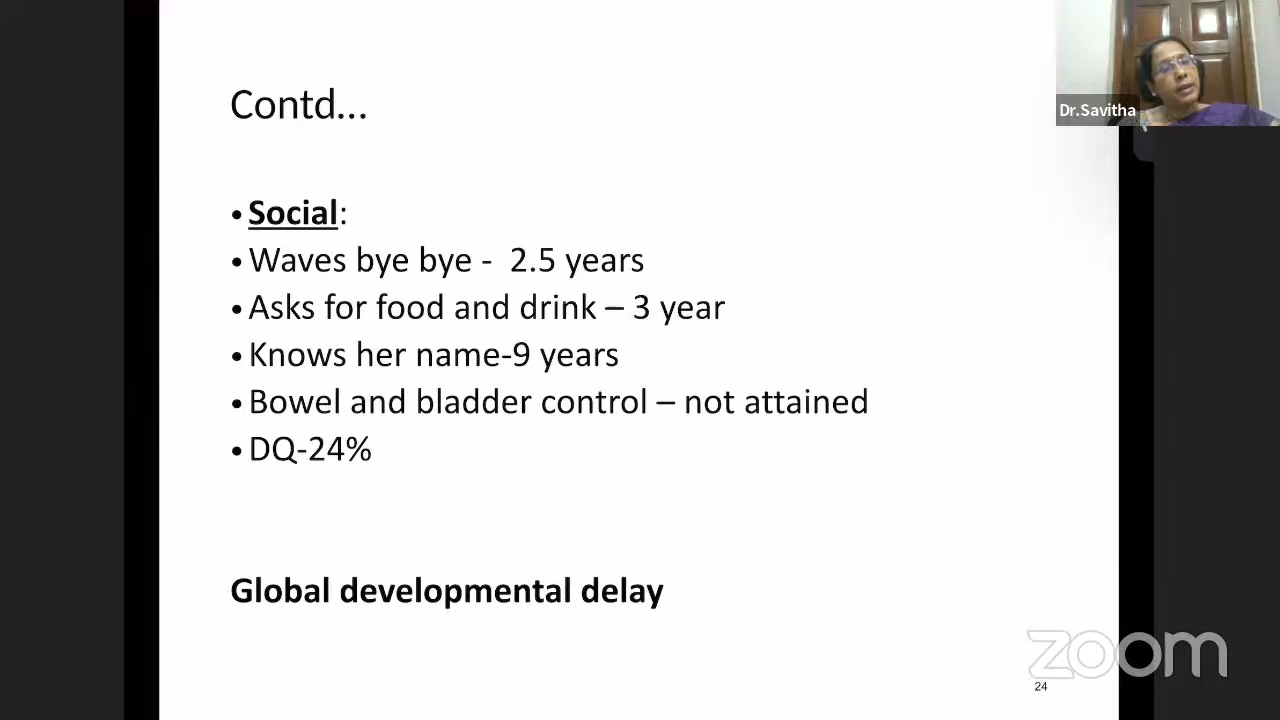 Contd...
Dr.Savitha
• Social:
• Waves bye bye -  2.5 years
• Asks for food and drink – 3 year
• Knows her name-9 years
• Bowel and bladder control – not attained
• DQ-24%
Global developmental delay
zoom
24